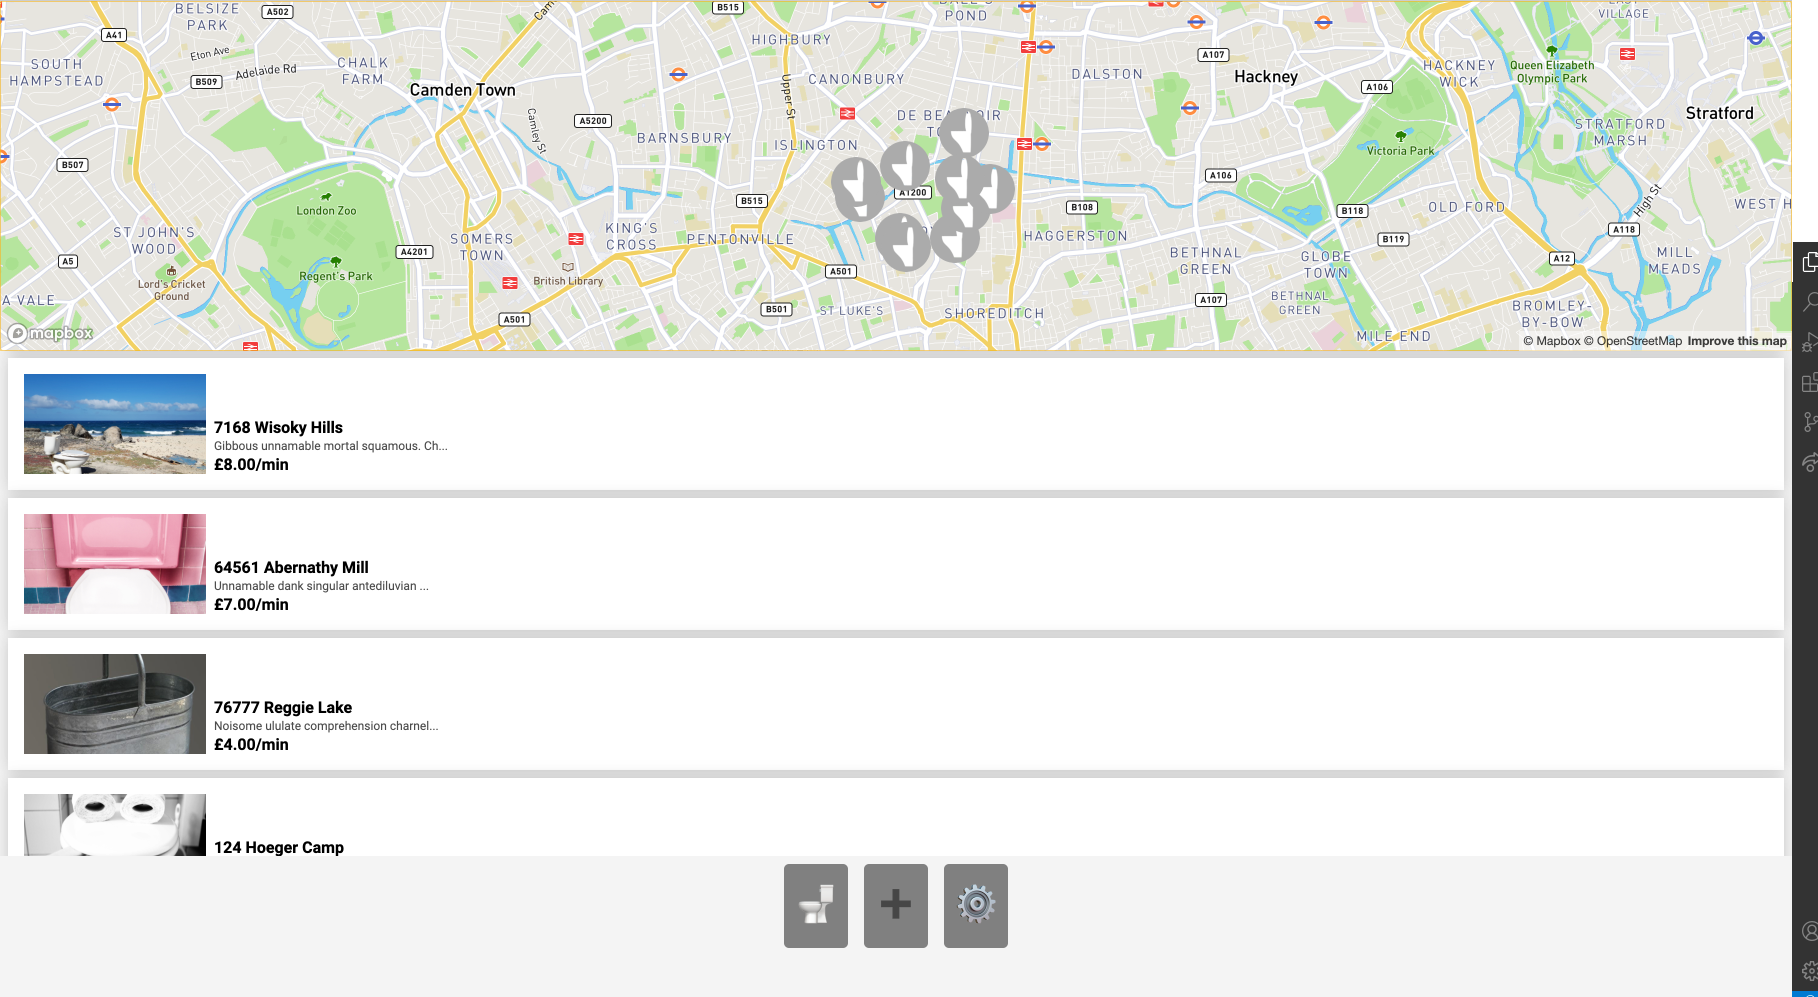 BELSIZE
PARK
A502
B515
POND
VILLAGE
A41
HIGHBURY
Eton Ave
SOUTH
HAMPSTEAD
Adelaide Rd
CHALK
FARM
B509
Camden Town
CANONBURY
Upper St
DALSTON
A107
Hackney
A106
HACKNEY
WICK
Queen Elizabeth
Olympic Park
Stratford
Camley St
A5200
BARNSBURY
ISLINGTON
STRATFORD
MARSH
Victoria Park
B507
A106
A1200
London Zoo
B515
B108
B118
OLD FORD
High St
WEST H
ST JOHN'S
WOOD
A4201
SOMERS
TOWN
KING'S
CROSS
PENTONVILLE
HAGGERSTON
B119
A118
A5
Regent's Park
British Library
A501
BETHNAL
GREEN
GLOBE
TOWN
A12
MILL
MEADS
Lord's Cricket
Ground
A VALE
A501
B501
ST LUKE'S
SHOREDITCH
A107
BETHNAL
GREEN
BROMLEY-
BY-BOW
MILE END
mapbox
© Mapbox © OpenStreetMap Improve this map
7168 Wisoky Hills
Gibbous unnamable mortal squamous. Ch...
£8.00/min
64561 Abernathy Mill
Unnamable dank singular antediluvian ...
£7.00/min
76777 Reggie Lake
Noisome ululate comprehension charnel...
£4.00/min
124 Hoeger Camp